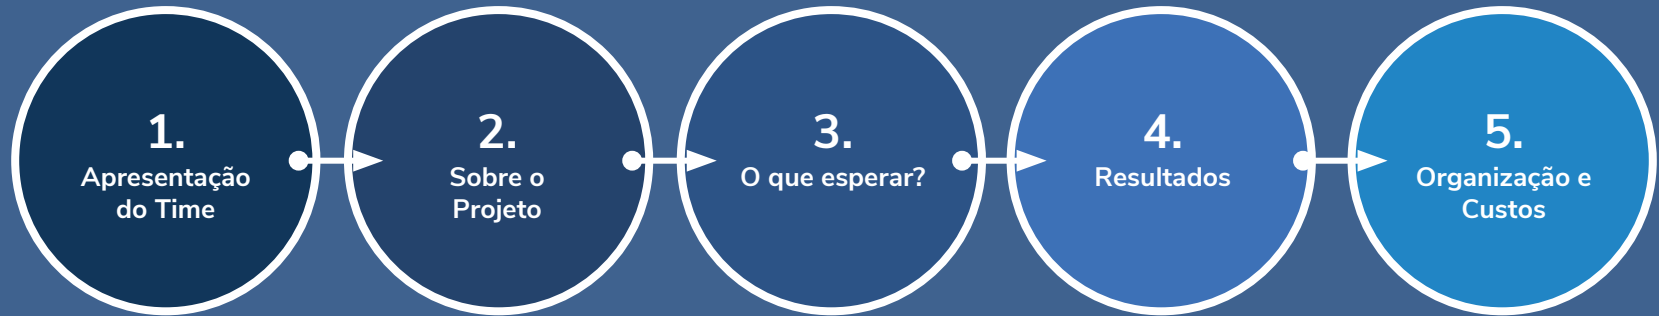 1.
Apresentação
do Time
2.
Sobre o
Projeto
3.
O que esperar?
4.
Resultados
5.
Organização e
Custos